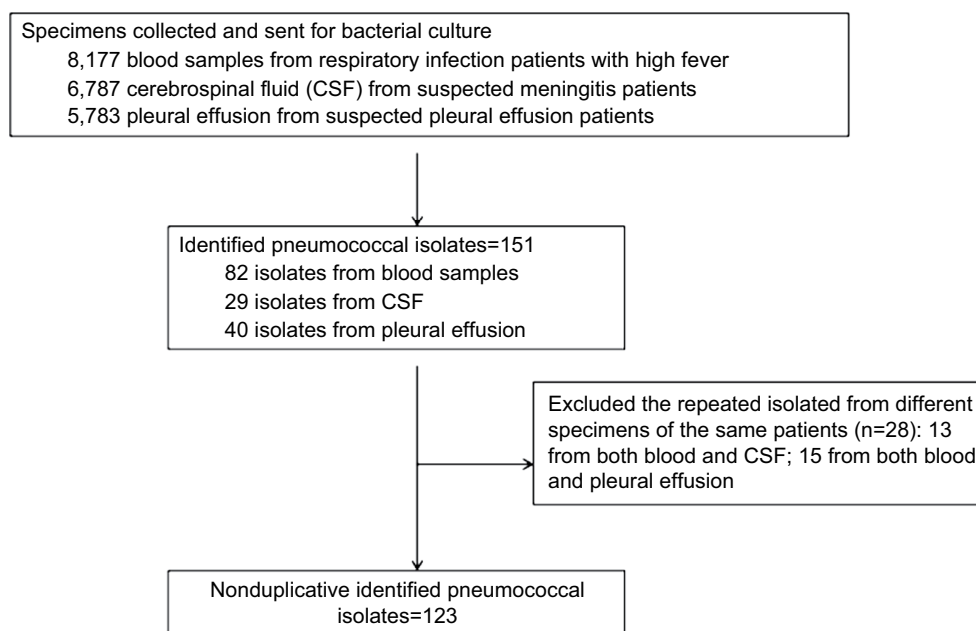 Specimens collected and sent for bacterial culture
8,177 blood samples from respiratory infection patients with high fever
6,787 cerebrospinal fluid (CSF) from suspected meningitis patients
5,783 pleural effusion from suspected pleural effusion patients
Identified pneumococcal isolates=151
82 isolates from blood samples
29 isolates from CSF
40 isolates from pleural effusion
Excluded the repeated isolated from different
specimens of the same patients (n=28): 13
from both blood and CSF; 15 from both blood
and pleural effusion
Nonduplicative identified pneumococcal
isolates=123